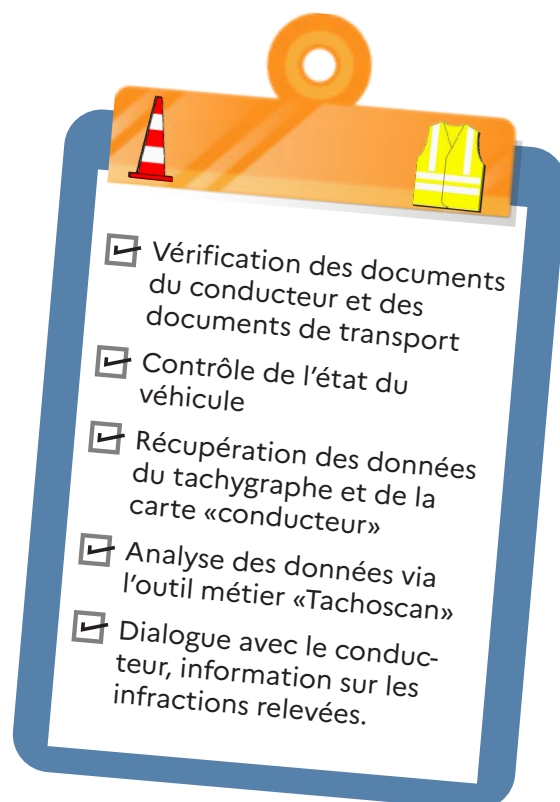 Vérification des documents
du conducteur et des
documents de transport
Contrôle de l'état du
véhicule
Récupération des données
du tachygraphe et de la
carte «conducteur»
Analyse des données via
l'outil métier «Tachoscan»
Dialogue avec le conduc-
teur, information sur les
infractions relevées.